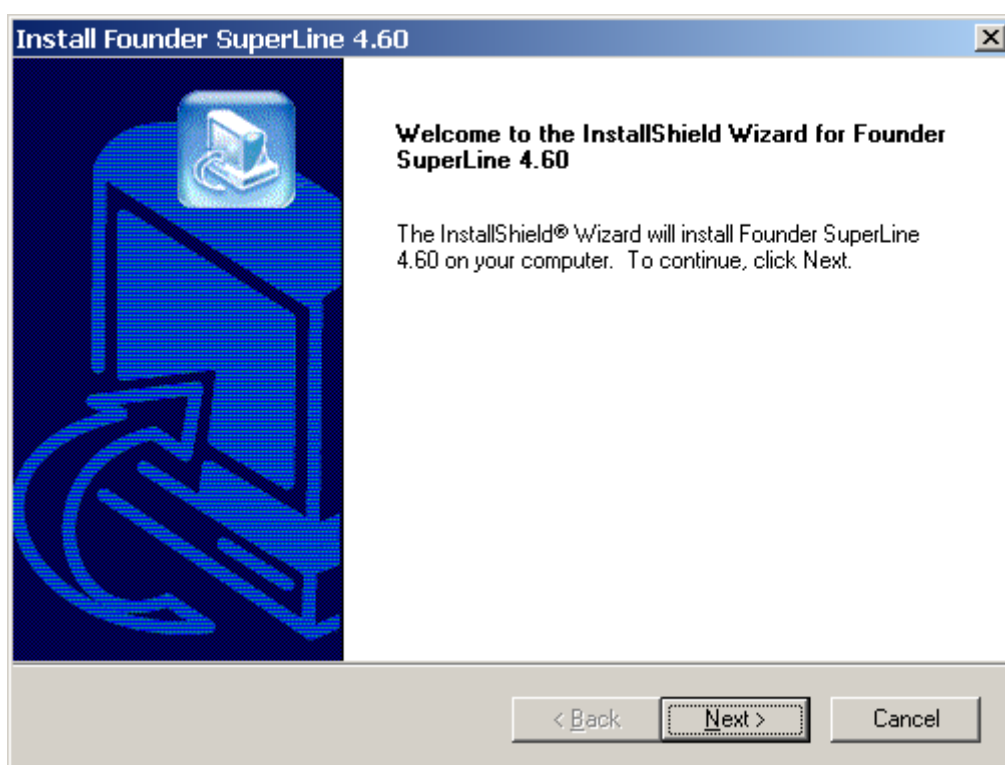 Install Founder SuperLine 4.60
Welcome to the InstallShield Wizard for Founder
SuperLine 4.60
The InstallShield® Wizard will install Founder SuperLine
4.60 on your computer.  To continue, click Next.
< Back
Next >
Cancel